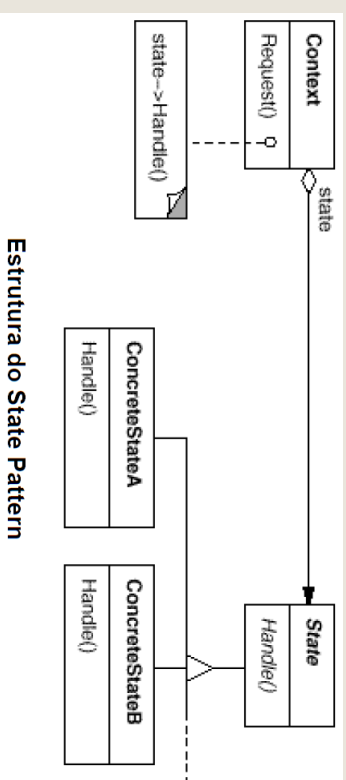 Context
Request()
state
State
Handle()
state-->Handle()
ConcreteStateA
Handle()
ConcreteStateB
Handle()
Estrutura do State Pattern